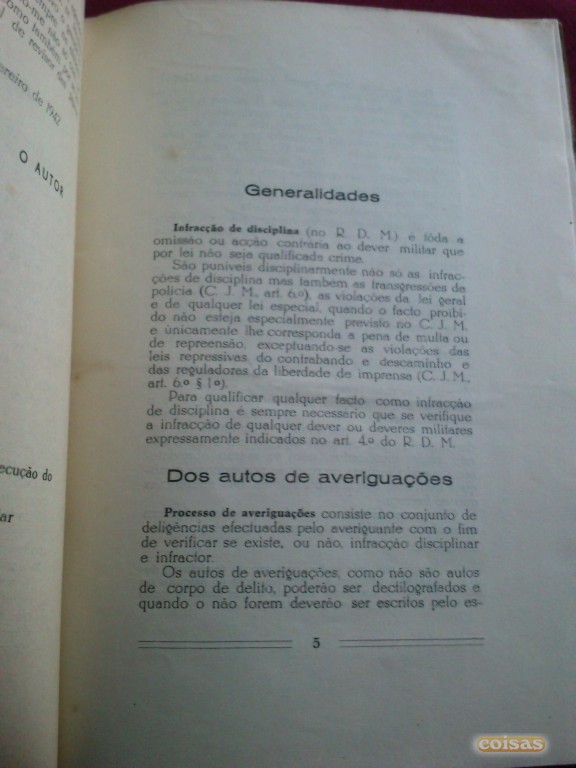 ereiro de 1942
O AUTOR
ecução do
ar
Generalidades
Infracção de disciplina (no R. D. M.) é tôda a
omissão ou acção contrária ao dever militar que
por lei não seja qualificada crime.
São puníveis disciplinarmente não só as infrac-
ções de disciplina mas também as transgressões de
polícia (C. J. M., art. 6.º), as violações da lei geral
e de qualquer lei especial, quando o facto proibi-
do não esteja especialmente previsto no C. J. M.
e únicamente lhe corresponda a pena de multa ou
de repreensão, exceptuando-se as violações das
leis repressivas do contrabando e descaminho e
das reguladoras da liberdade de imprensa (C. J. M.,
art. 6.º § 1.º).
Para qualificar qualquer facto como infracção
de disciplina é sempre necessário que se verifique
a infracção de qualquer dever ou deveres militares
expressamente indicados no art. 4.º do R. D. M.
Dos autos de averiguações
Processo de averiguações consiste no conjunto de
deligências efectuadas pelo averiguante com o fim
de verificar se existe, ou não, infracção disciplinar
e infractor.
Os autos de averiguações, como não são autos
de corpo de delito, poderão ser dectilografados e
quando o não forem deverão ser escritos pelo es-
5
coisas